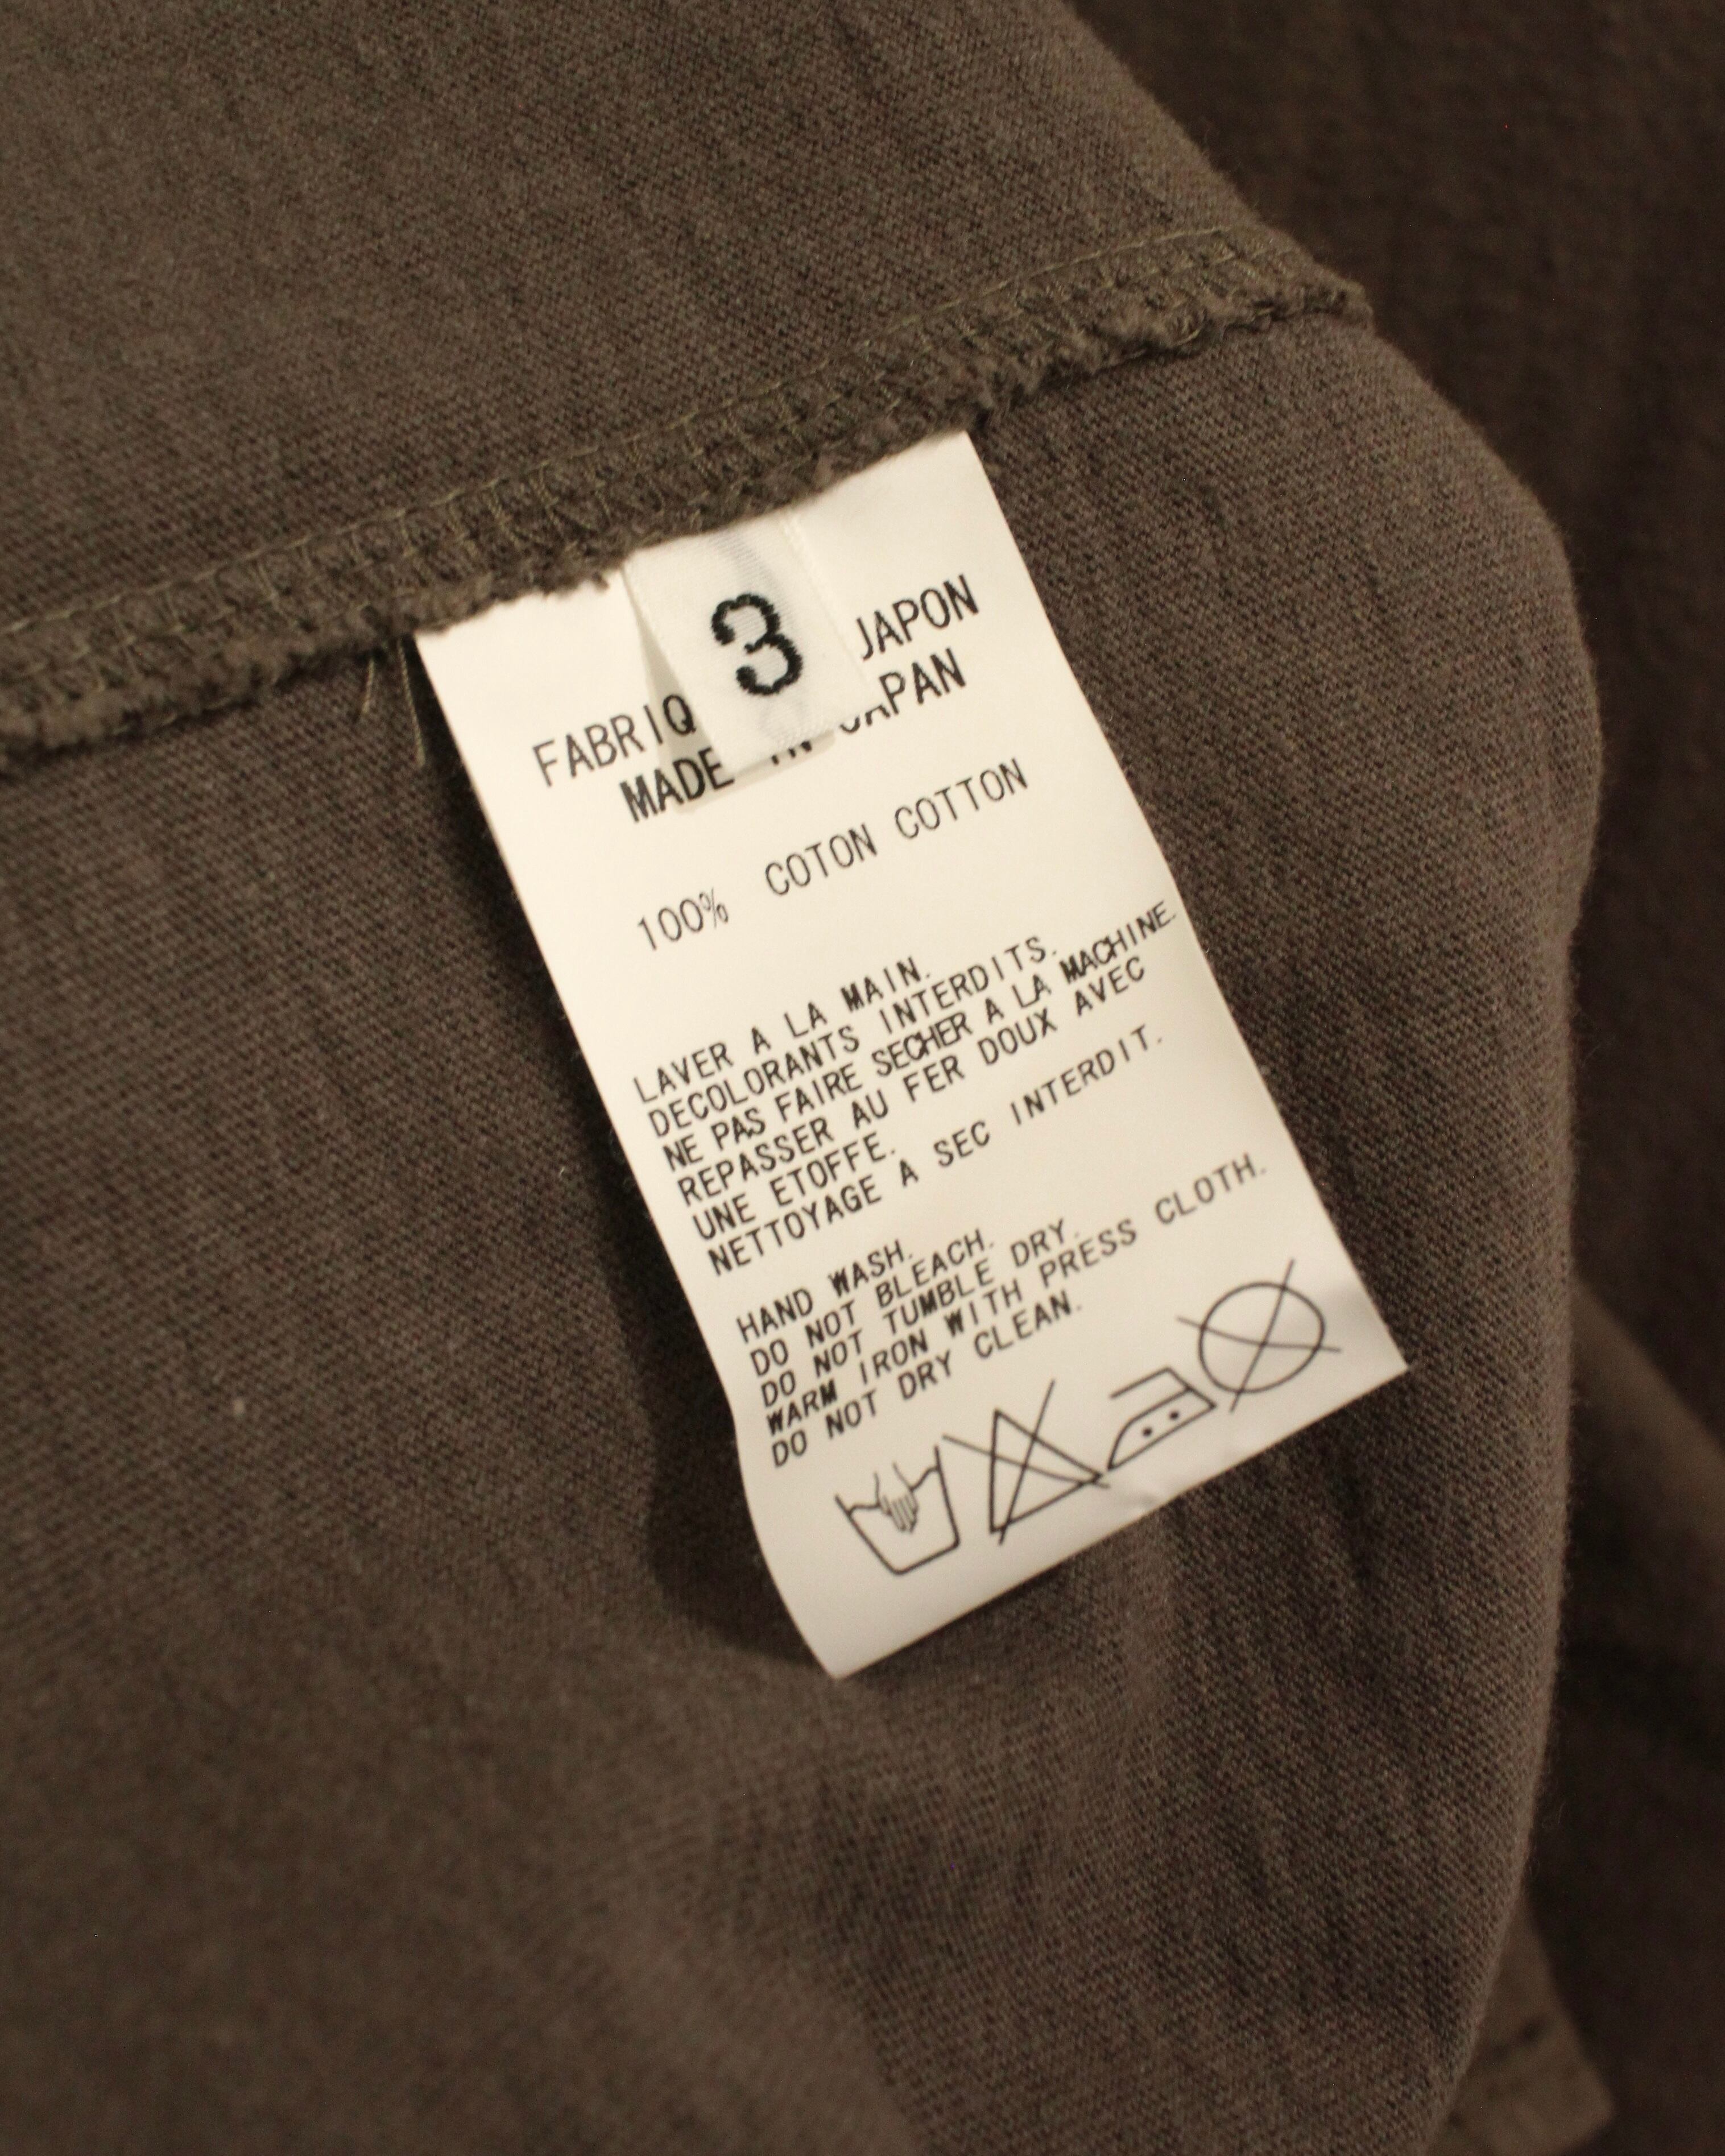 3
FABRIQ JAPON
MADE IN JAPAN
100% COTON COTTON
LAVER A LA MAIN.
DECOLORANTS INTERDITS.
NE PAS FAIRE SECHER A LA MACHINE.
REPASSER AU FER DOUX AVEC
UNE ETOFFE.
NETTOYAGE A SEC INTERDIT.
HAND WASH.
DO NOT BLEACH.
DO NOT TUMBLE DRY.
WARM IRON WITH PRESS CLOTH.
DO NOT DRY CLEAN.